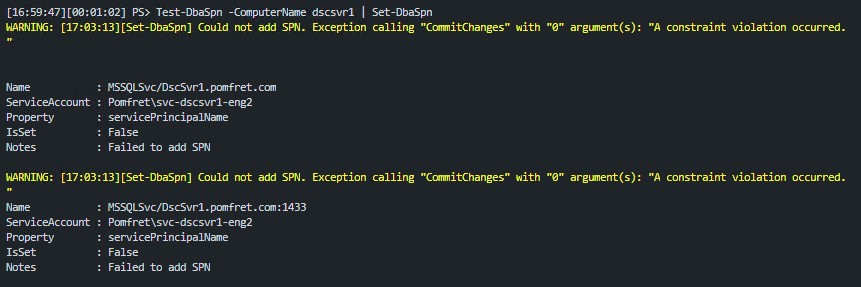 [16:59:47][00:01:02] PS> Test-DbaSpn -ComputerName dscsvr1 | Set-DbaSpn
WARNING: [17:03:13][Set-DbaSpn] Could not add SPN. Exception calling "CommitChanges" with "0" argument(s): "A constraint violation occurred.
"
Name           : MSSQLSvc/DscSvr1.pomfret.com
ServiceAccount : Pomfret\svc-dscsvr1-eng2
Property       : servicePrincipalName
IsSet          : False
Notes          : Failed to add SPN
WARNING: [17:03:13][Set-DbaSpn] Could not add SPN. Exception calling "CommitChanges" with "0" argument(s): "A constraint violation occurred.
"
Name           : MSSQLSvc/DscSvr1.pomfret.com:1433
ServiceAccount : Pomfret\svc-dscsvr1-eng2
Property       : servicePrincipalName
IsSet          : False
Notes          : Failed to add SPN